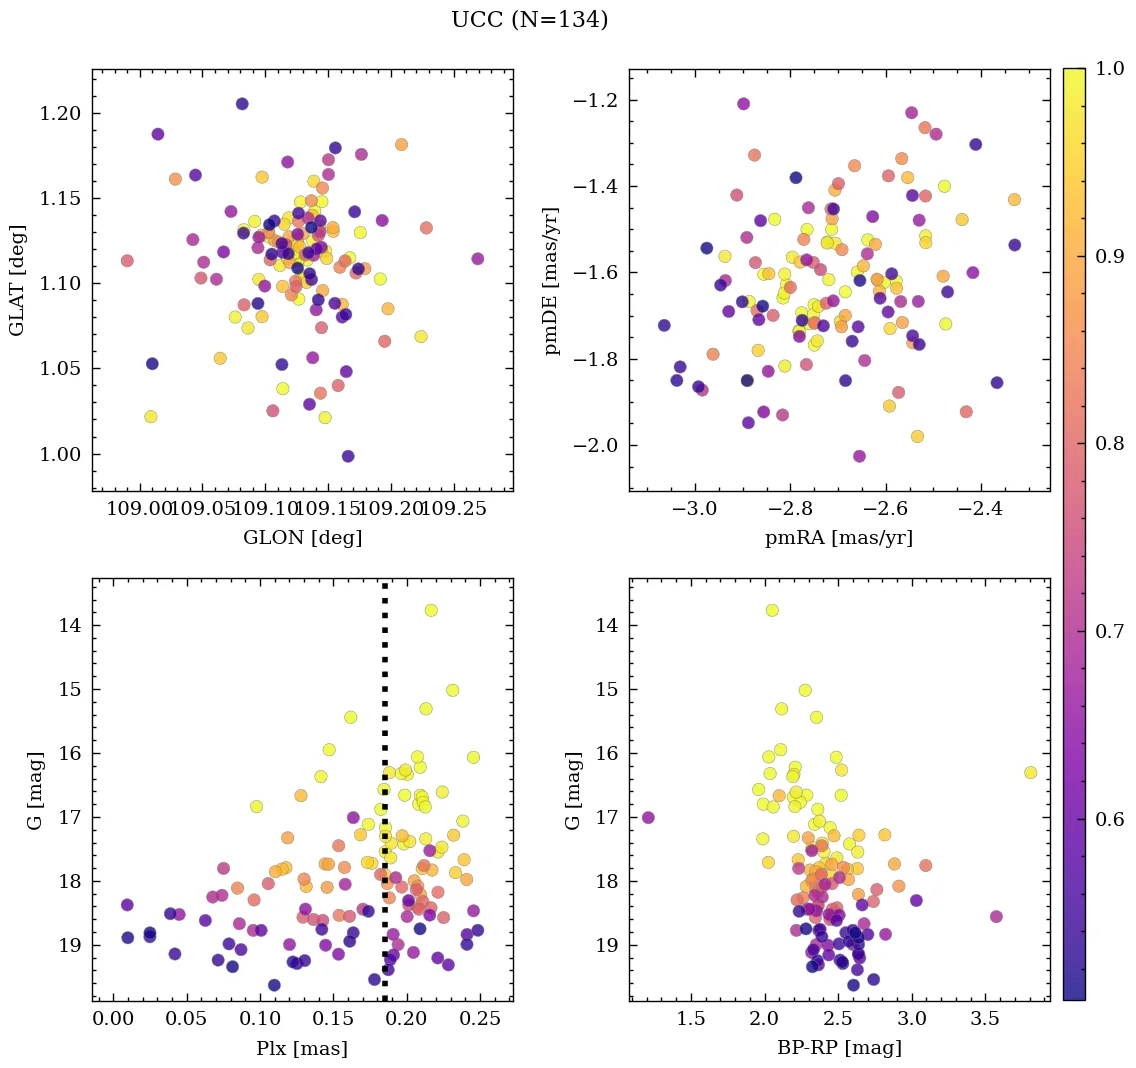 UCC (N=134)
1.20
1.15
1.10
1.05
1.00
GLAT [deg]
109.00 109.05 109.10 109.15 109.20 109.25
GLON [deg]
−1.2
−1.4
−1.6
−1.8
−2.0
pmDE [mas/yr]
−3.0 −2.8 −2.6 −2.4
pmRA [mas/yr]
1.0
0.9
0.8
0.7
0.6
14
15
16
17
18
19
G [mag]
0.00 0.05 0.10 0.15 0.20 0.25
Plx [mas]
14
15
16
17
18
19
G [mag]
1.5 2.0 2.5 3.0 3.5
BP-RP [mag]